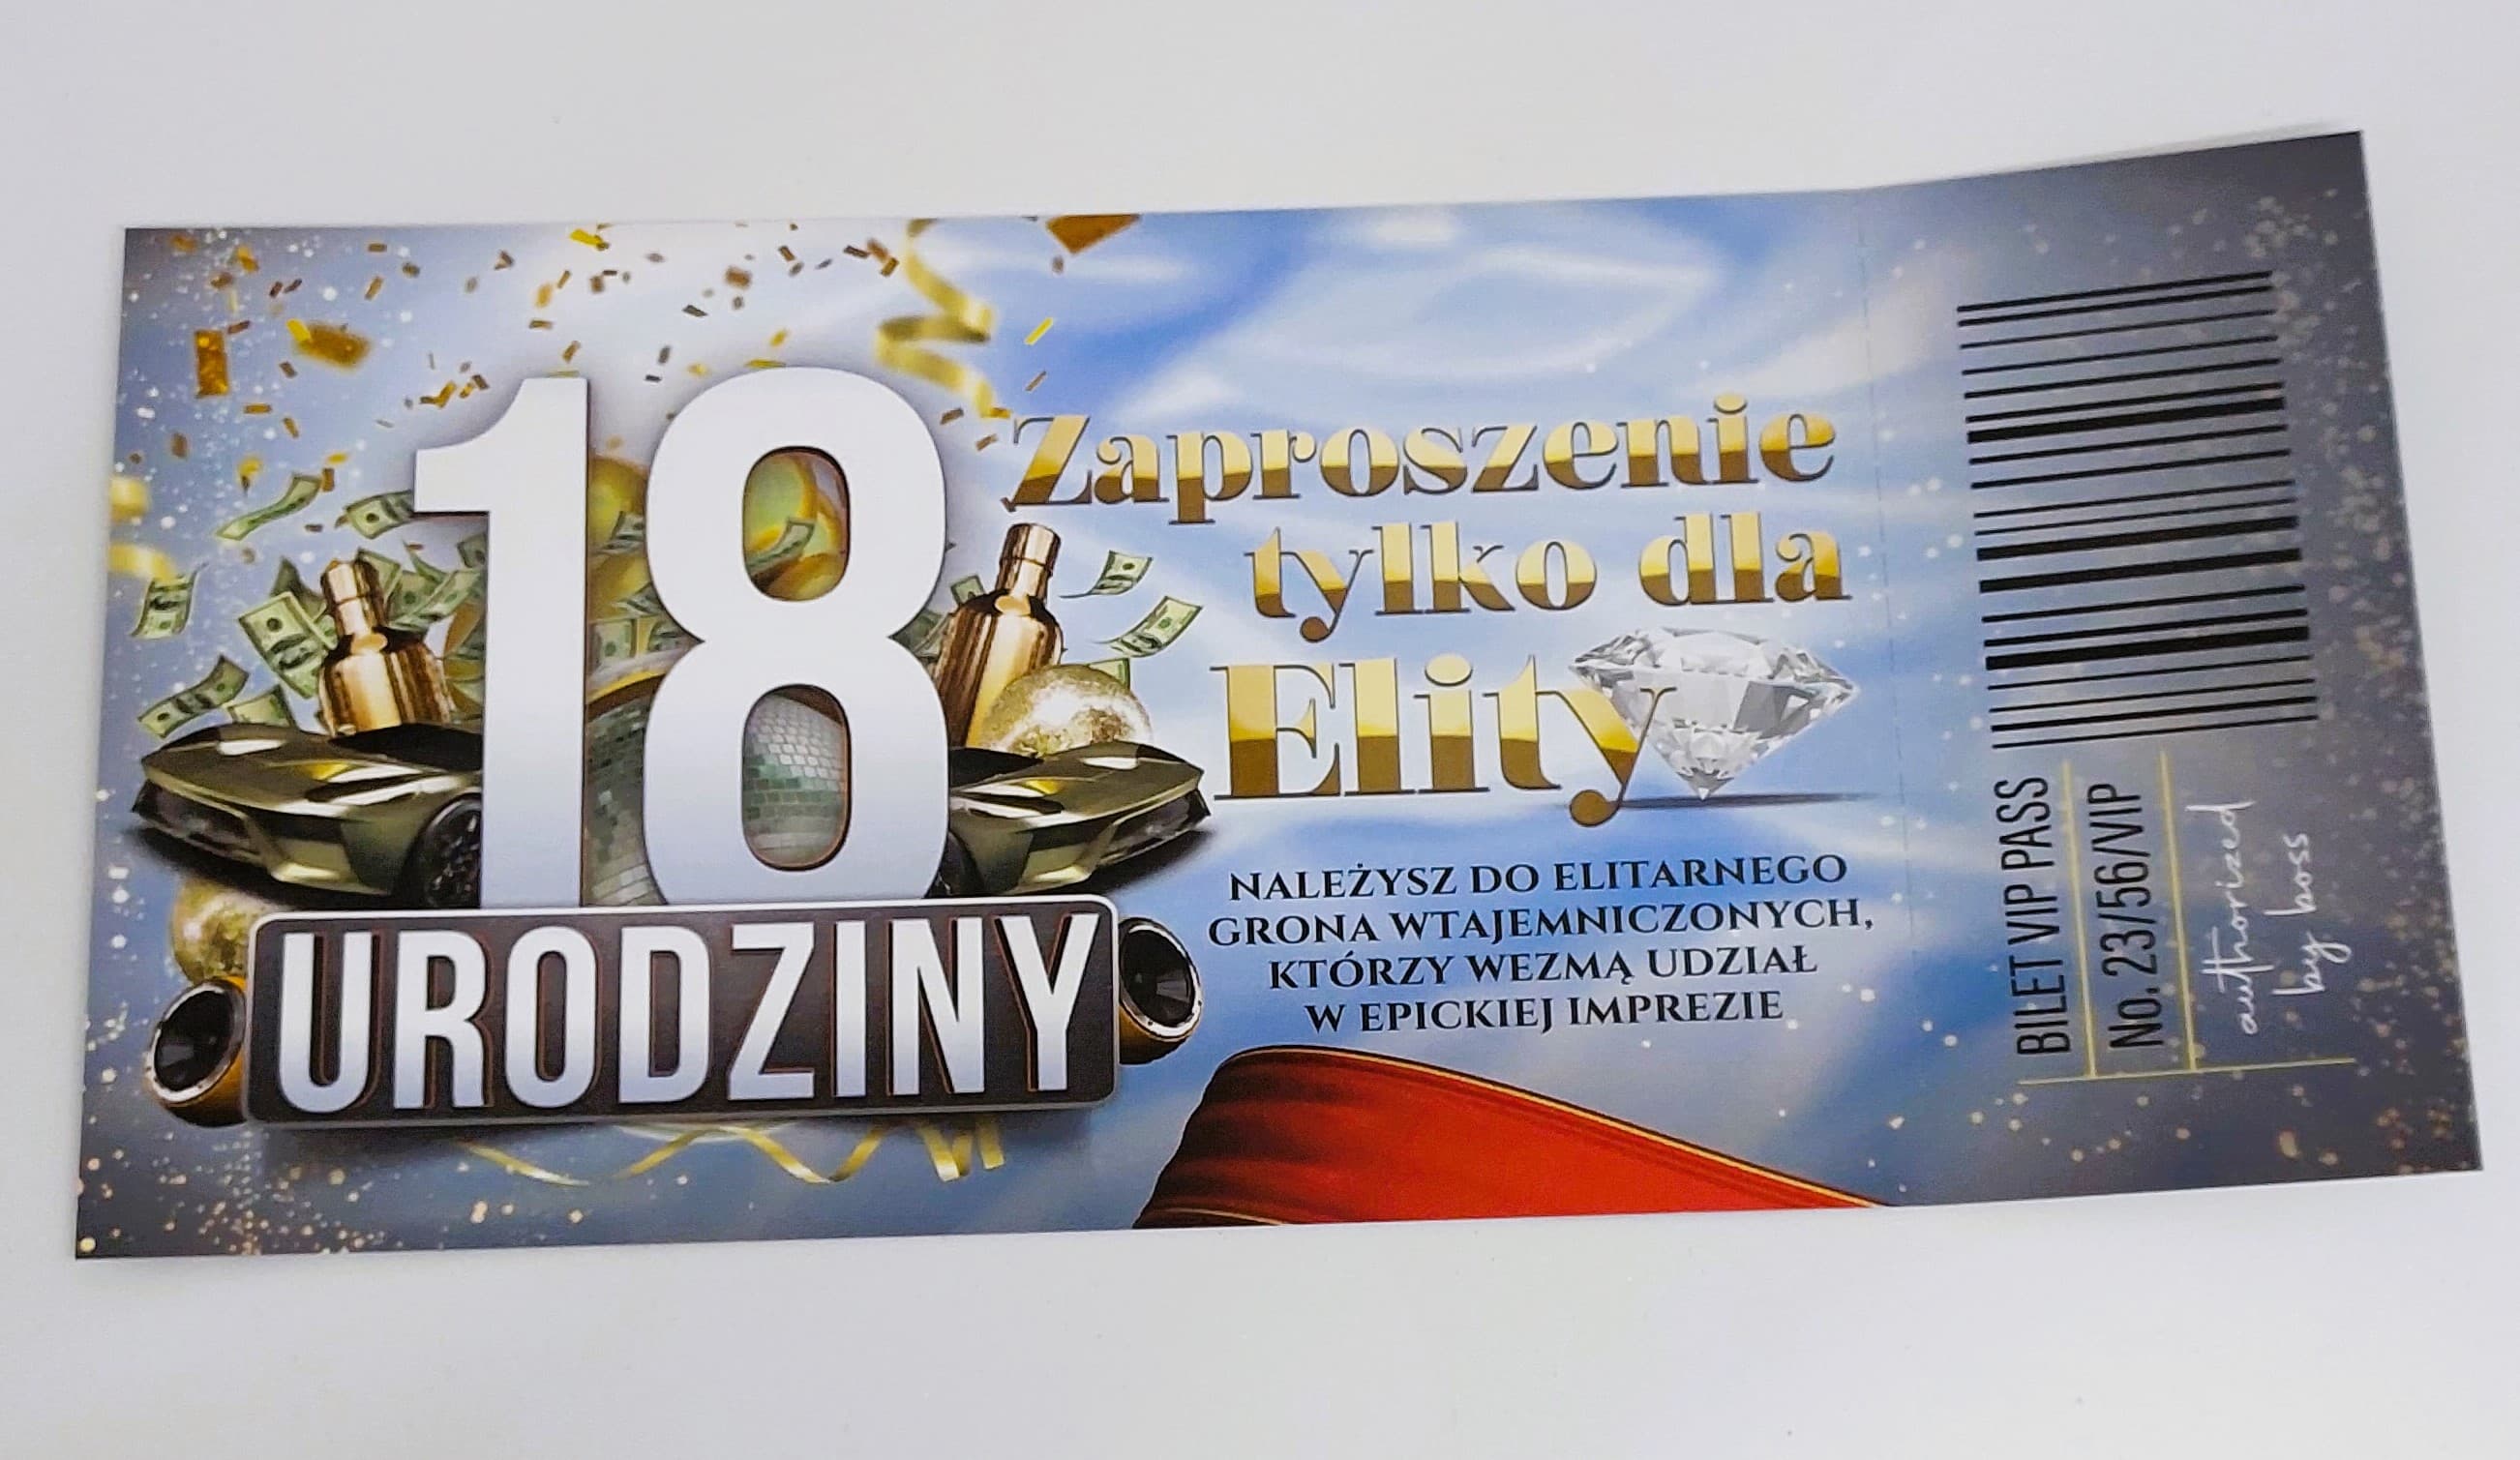 18
URODZINY
Zaproszenie
tylko dla
Elity
NALEŻYSZ DO ELITARNEGO
GRONA WTAJEMNICZONYCH,
KTÓRZY WEZMĄ UDZIAŁ
W EPICKIEJ IMPREZIE
BILET VIP PASS
No. 23/56/VIP
authorized
by boss